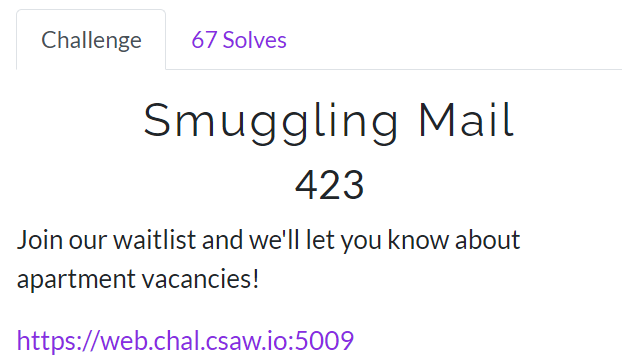 Challenge
67 Solves
Smuggling Mail
423
Join our waitlist and we'll let you know about
apartment vacancies!
https://web.chal.csaw.io:5009